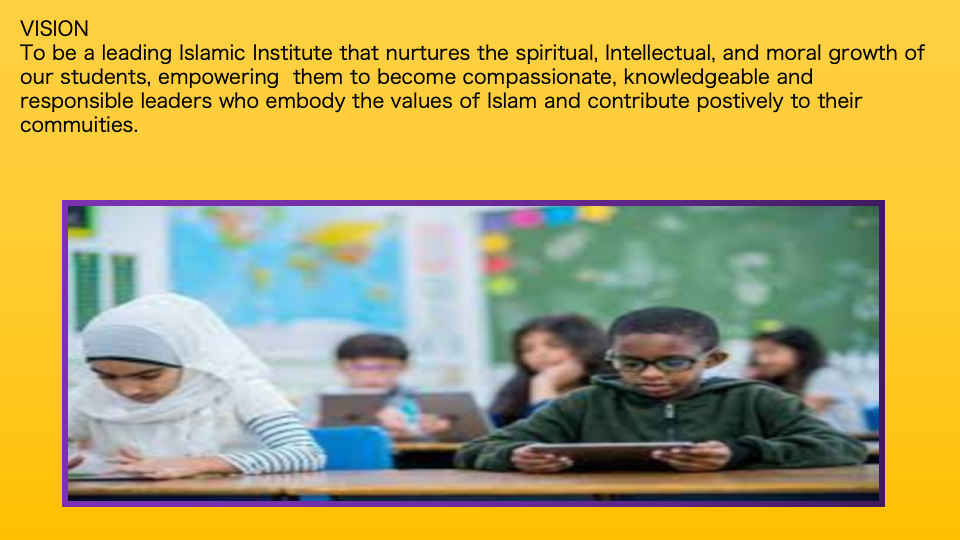 VISION
To be a leading Islamic Institute that nurtures the spiritual, Intellectual, and moral growth of
our students, empowering  them to become compassionate, knowledgeable and
responsible leaders who embody the values of Islam and contribute postively to their
commuities.